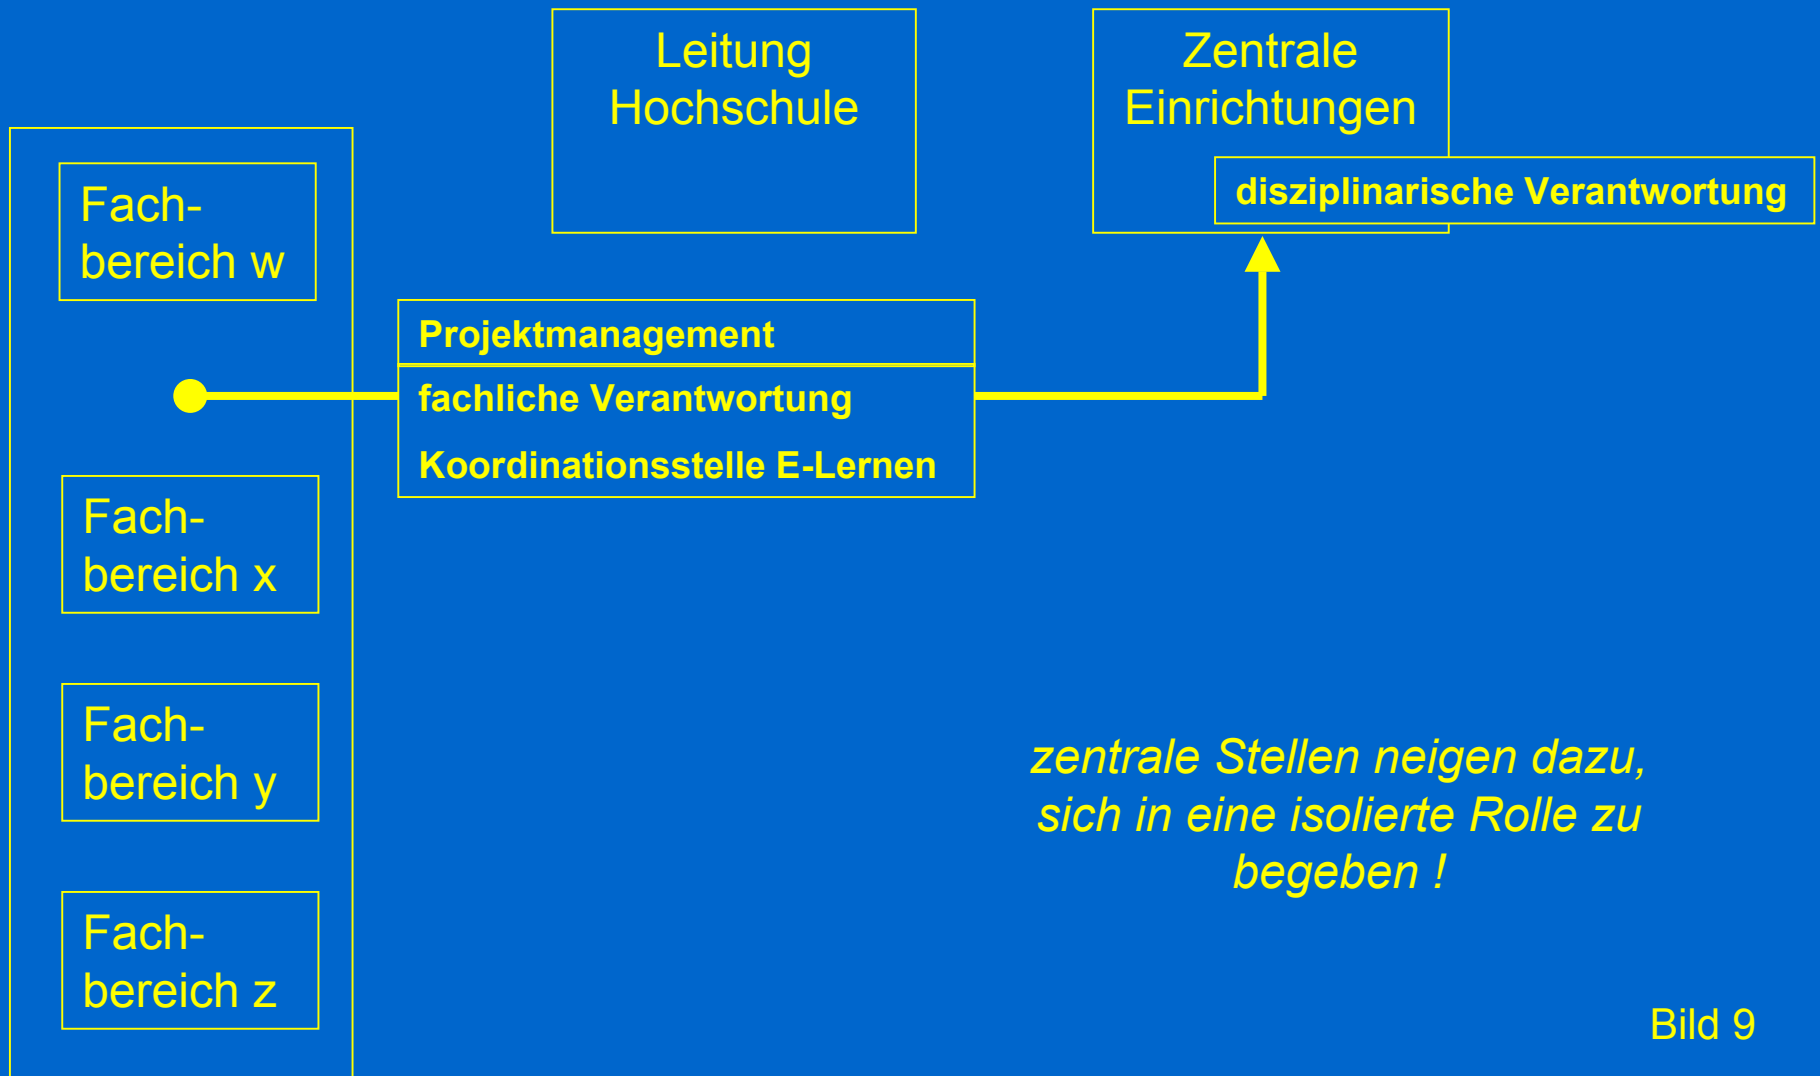 Leitung
Hochschule
Zentrale
Einrichtungen
disziplinarische Verantwortung
Fach-
bereich w
Projektmanagement
fachliche Verantwortung
Koordinationsstelle E-Lernen
Fach-
bereich x
Fach-
bereich y
zentrale Stellen neigen dazu,
sich in eine isolierte Rolle zu
begeben !
Fach-
bereich z
Bild 9